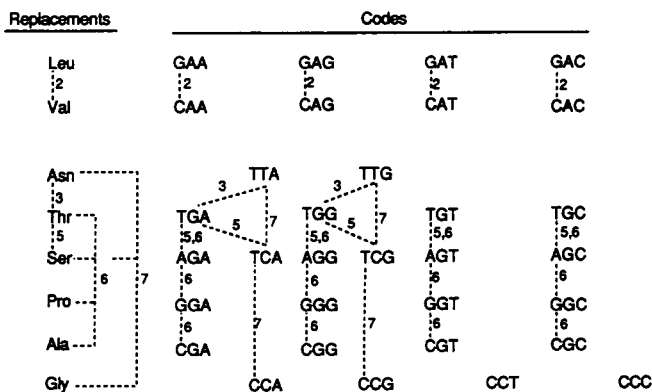 Replacements Codes
Leu GAA GAG GAT GAC
2 2 2 2 2
Val CAA CAG CAT CAC
Asn TTA TTG
3 3 3
Thr TGA 7 TGG 7 TGT TGC
5 5,6 5 5,6 5 5,6 5,6
Ser AGA TCA AGG TCG AGT AGC
6 7 6 6 6 6
Pro GGA 7 GGG 7 GGT GGC
6 6 6 6
Ala CGA CGG CGT CGC
Gly CCA CCG CCT CCC